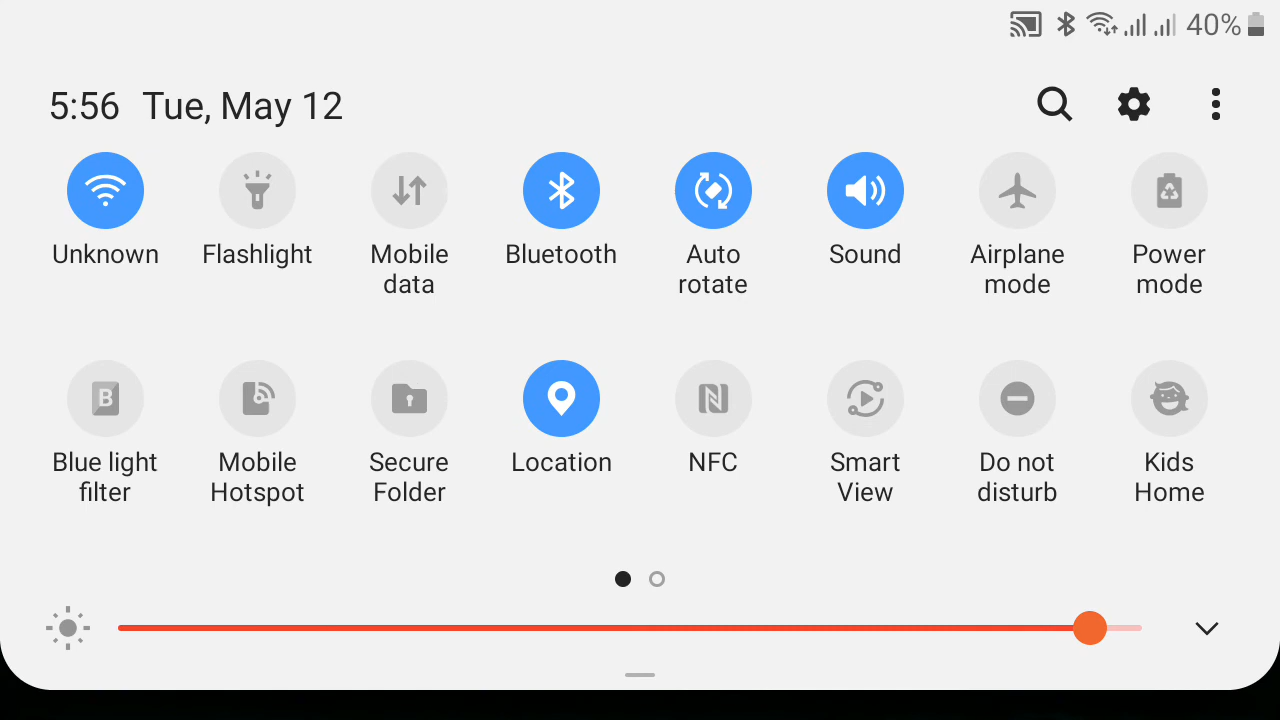 40%
5:56 Tue, May 12
Unknown Flashlight Mobile data Bluetooth Auto rotate Sound Airplane mode Power mode
B
Blue light filter Mobile Hotspot Secure Folder Location NFC Smart View Do not disturb Kids Home